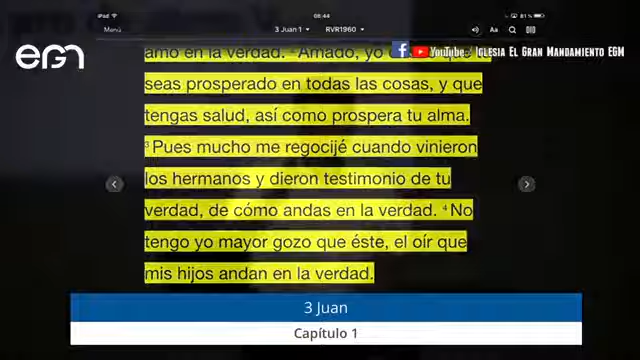 iPad
08:44
81 %
Menú
3 Juan 1
RVR1960
AA
EGM
YouTube: Iglesia El Gran Mandamiento EGM
amo en la verdad. ² Amado, yo que tú
seas prosperado en todas las cosas, y que
tengas salud, así como prospera tu alma.
³ Pues mucho me regocijé cuando vinieron
los hermanos y dieron testimonio de tu
verdad, de cómo andas en la verdad. ⁴ No
tengo yo mayor gozo que éste, el oír que
mis hijos andan en la verdad.
3 Juan
Capítulo 1